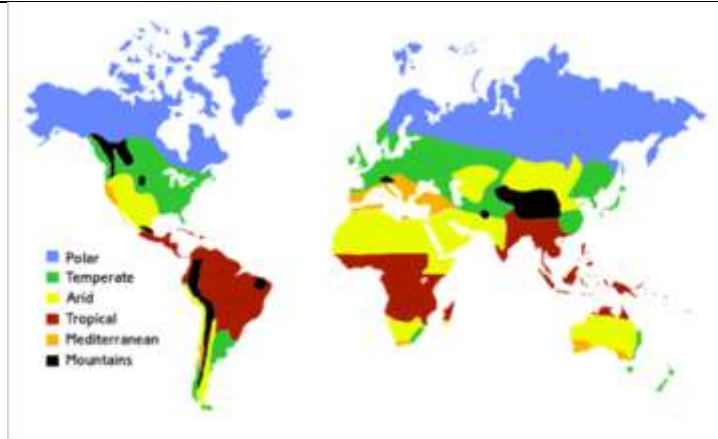 Polar
Temperate
Arid
Tropical
Mediterranean
Mountains